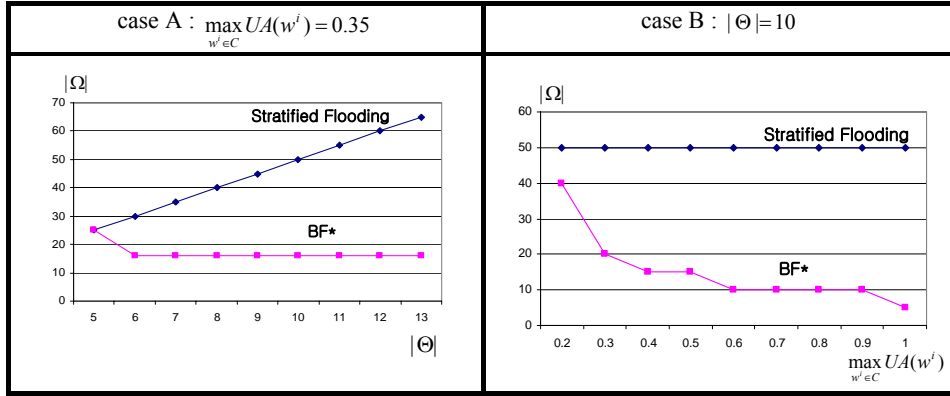 case A : max UA(w^i) = 0.35
w^i∈C
case B : |Θ|=10
|Ω|
70
60
50
40
30
20
10
0
Stratified Flooding
BF*
5 6 7 8 9 10 11 12 13
|Θ|
|Ω|
60
50
40
30
20
10
0
Stratified Flooding
BF*
0.2 0.3 0.4 0.5 0.6 0.7 0.8 0.9 1
max UA(w^i)
w^i∈C